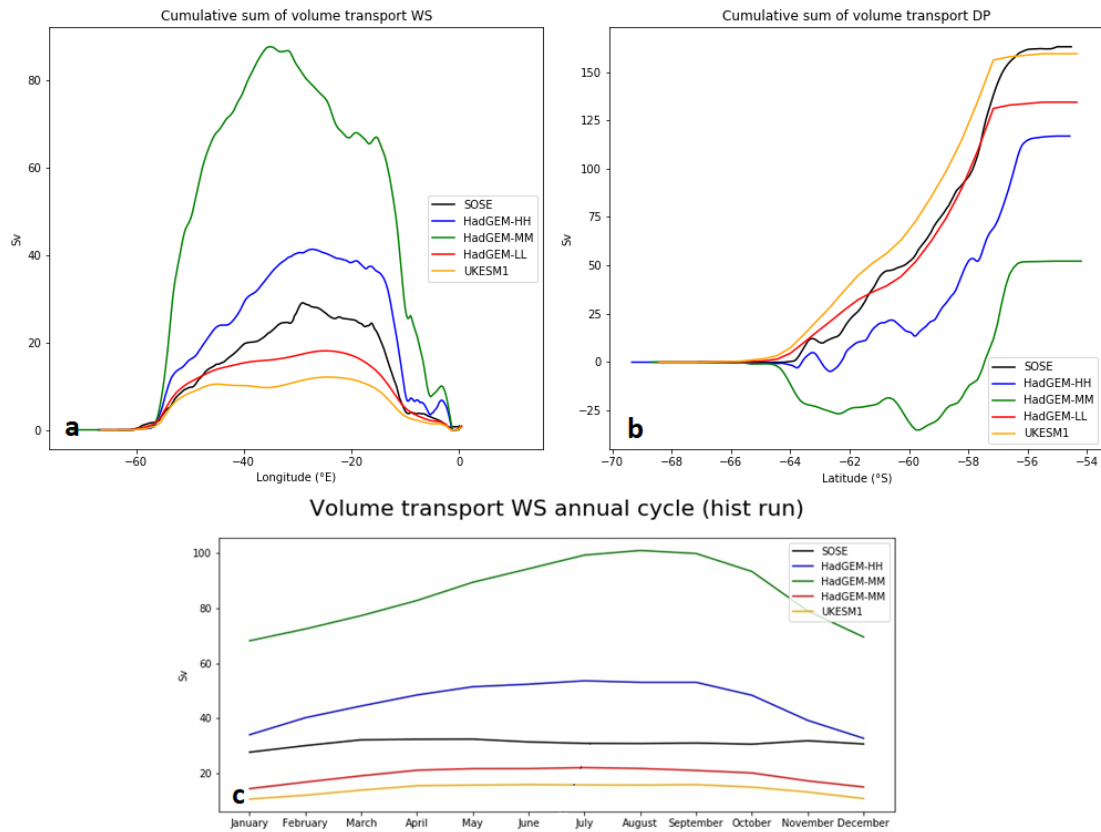 Cumulative sum of volume transport WS
Sv
80
60
40
20
0
SOSE
HadGEM-HH
HadGEM-MM
HadGEM-LL
UKESM1
a
−60
−40
−20
0
Longitude (°E)
Cumulative sum of volume transport DP
Sv
150
125
100
75
50
25
0
−25
SOSE
HadGEM-HH
HadGEM-MM
HadGEM-LL
UKESM1
b
−70
−68
−66
−64
−62
−60
−58
−56
−54
Latitude (°S)
Volume transport WS annual cycle (hist run)
Sv
100
80
60
40
20
SOSE
HadGEM-HH
HadGEM-MM
HadGEM-MM
UKESM1
c
January February March April May June July August September October November December